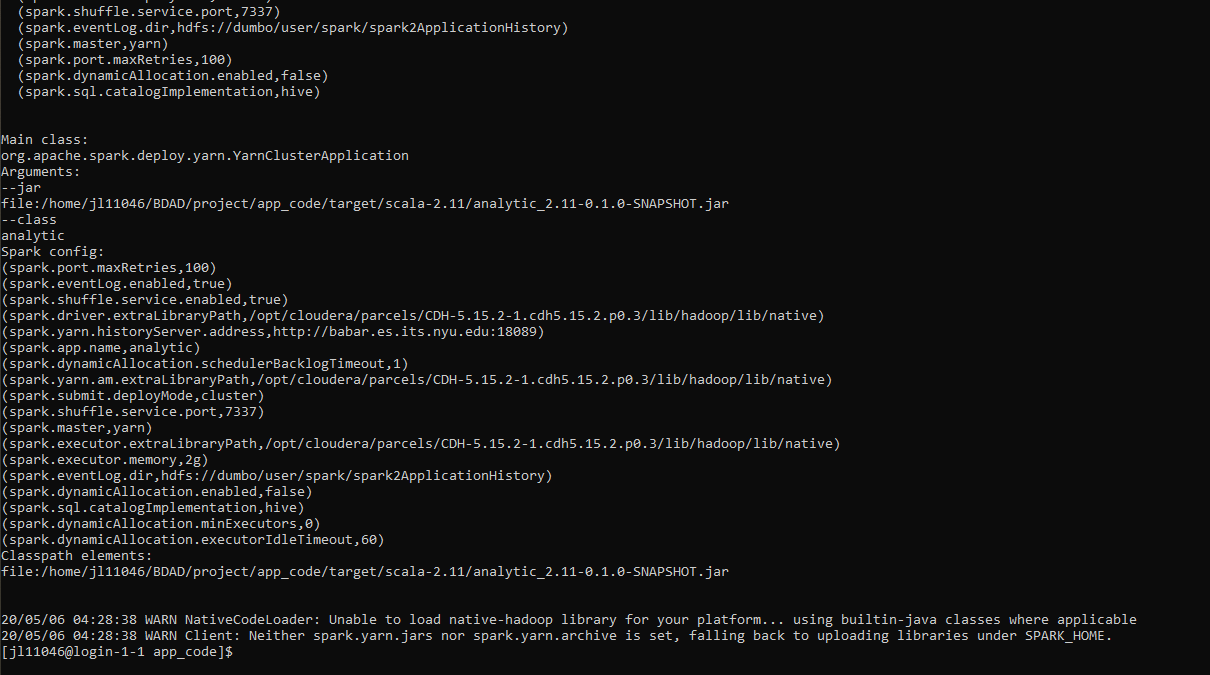 (spark.shuffle.service.port,7337)
(spark.eventLog.dir,hdfs://dumbo/user/spark/spark2ApplicationHistory)
(spark.master,yarn)
(spark.port.maxRetries,100)
(spark.dynamicAllocation.enabled,false)
(spark.sql.catalogImplementation,hive)
Main class:
org.apache.spark.deploy.yarn.YarnClusterApplication
Arguments:
--jar
file:/home/jl11046/BDAD/project/app_code/target/scala-2.11/analytic_2.11-0.1.0-SNAPSHOT.jar
--class
analytic
Spark config:
(spark.port.maxRetries,100)
(spark.eventLog.enabled,true)
(spark.shuffle.service.enabled,true)
(spark.driver.extraLibraryPath,/opt/cloudera/parcels/CDH-5.15.2-1.cdh5.15.2.p0.3/lib/hadoop/lib/native)
(spark.yarn.historyServer.address,http://babar.es.its.nyu.edu:18089)
(spark.app.name,analytic)
(spark.dynamicAllocation.schedulerBacklogTimeout,1)
(spark.yarn.am.extraLibraryPath,/opt/cloudera/parcels/CDH-5.15.2-1.cdh5.15.2.p0.3/lib/hadoop/lib/native)
(spark.submit.deployMode,cluster)
(spark.shuffle.service.port,7337)
(spark.master,yarn)
(spark.executor.extraLibraryPath,/opt/cloudera/parcels/CDH-5.15.2-1.cdh5.15.2.p0.3/lib/hadoop/lib/native)
(spark.executor.memory,2g)
(spark.eventLog.dir,hdfs://dumbo/user/spark/spark2ApplicationHistory)
(spark.dynamicAllocation.enabled,false)
(spark.sql.catalogImplementation,hive)
(spark.dynamicAllocation.minExecutors,0)
(spark.dynamicAllocation.executorIdleTimeout,60)
Classpath elements:
file:/home/jl11046/BDAD/project/app_code/target/scala-2.11/analytic_2.11-0.1.0-SNAPSHOT.jar
20/05/06 04:28:38 WARN NativeCodeLoader: Unable to load native-hadoop library for your platform... using builtin-java classes where applicable
20/05/06 04:28:38 WARN Client: Neither spark.yarn.jars nor spark.yarn.archive is set, falling back to uploading libraries under SPARK_HOME.
[jl11046@login-1-1 app_code]$